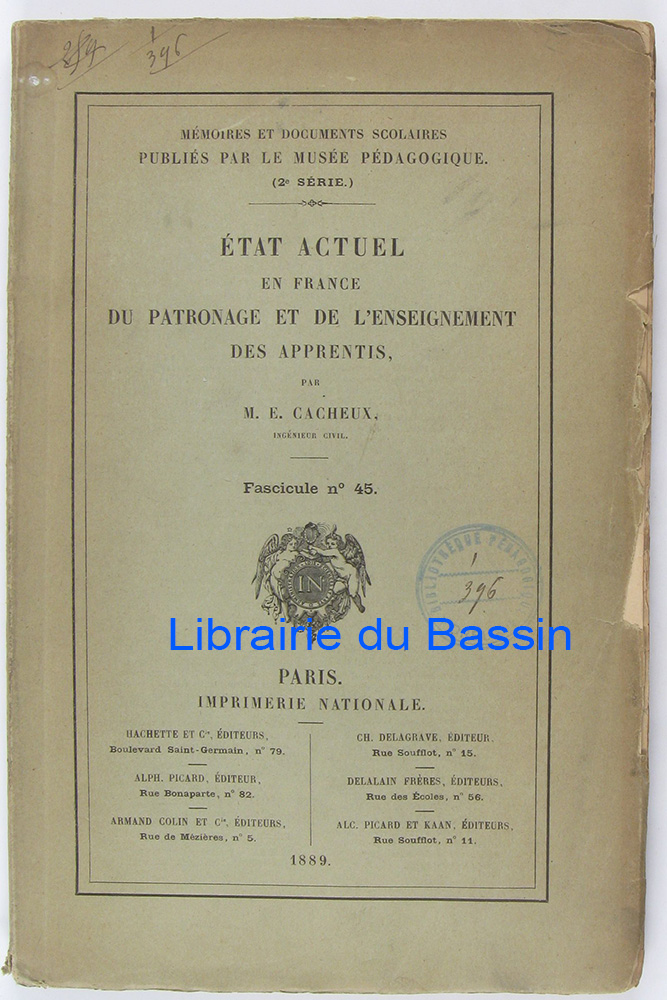 1
396
MÉMOIRES ET DOCUMENTS SCOLAIRES
PUBLIÉS PAR LE MUSÉE PÉDAGOGIQUE.
(2e SÉRIE.)
ÉTAT ACTUEL
EN FRANCE
DU PATRONAGE ET DE L'ENSEIGNEMENT
DES APPRENTIS,
PAR
M. E. CACHEUX,
INGÉNIEUR CIVIL.
Fascicule n° 45.
IN
BIBLIOTHÈQUE PÉDAGOGIQUE
1
396
Librairie du Bassin
PARIS.
IMPRIMERIE NATIONALE.
HACHETTE ET Cie, ÉDITEURS,
Boulevard Saint-Germain, n° 79.
ALPH. PICARD, ÉDITEUR,
Rue Bonaparte, n° 82.
ARMAND COLIN ET Cie, ÉDITEURS,
Rue de Mézières, n° 5.
CH. DELAGRAVE, ÉDITEUR.
Rue Soufflot, n° 15.
DELALAIN FRÈRES, ÉDITEURS,
Rue des Écoles, n° 56.
ALC. PICARD ET KAAN, ÉDITEURS,
Rue Soufflot, n° 11.
1889.